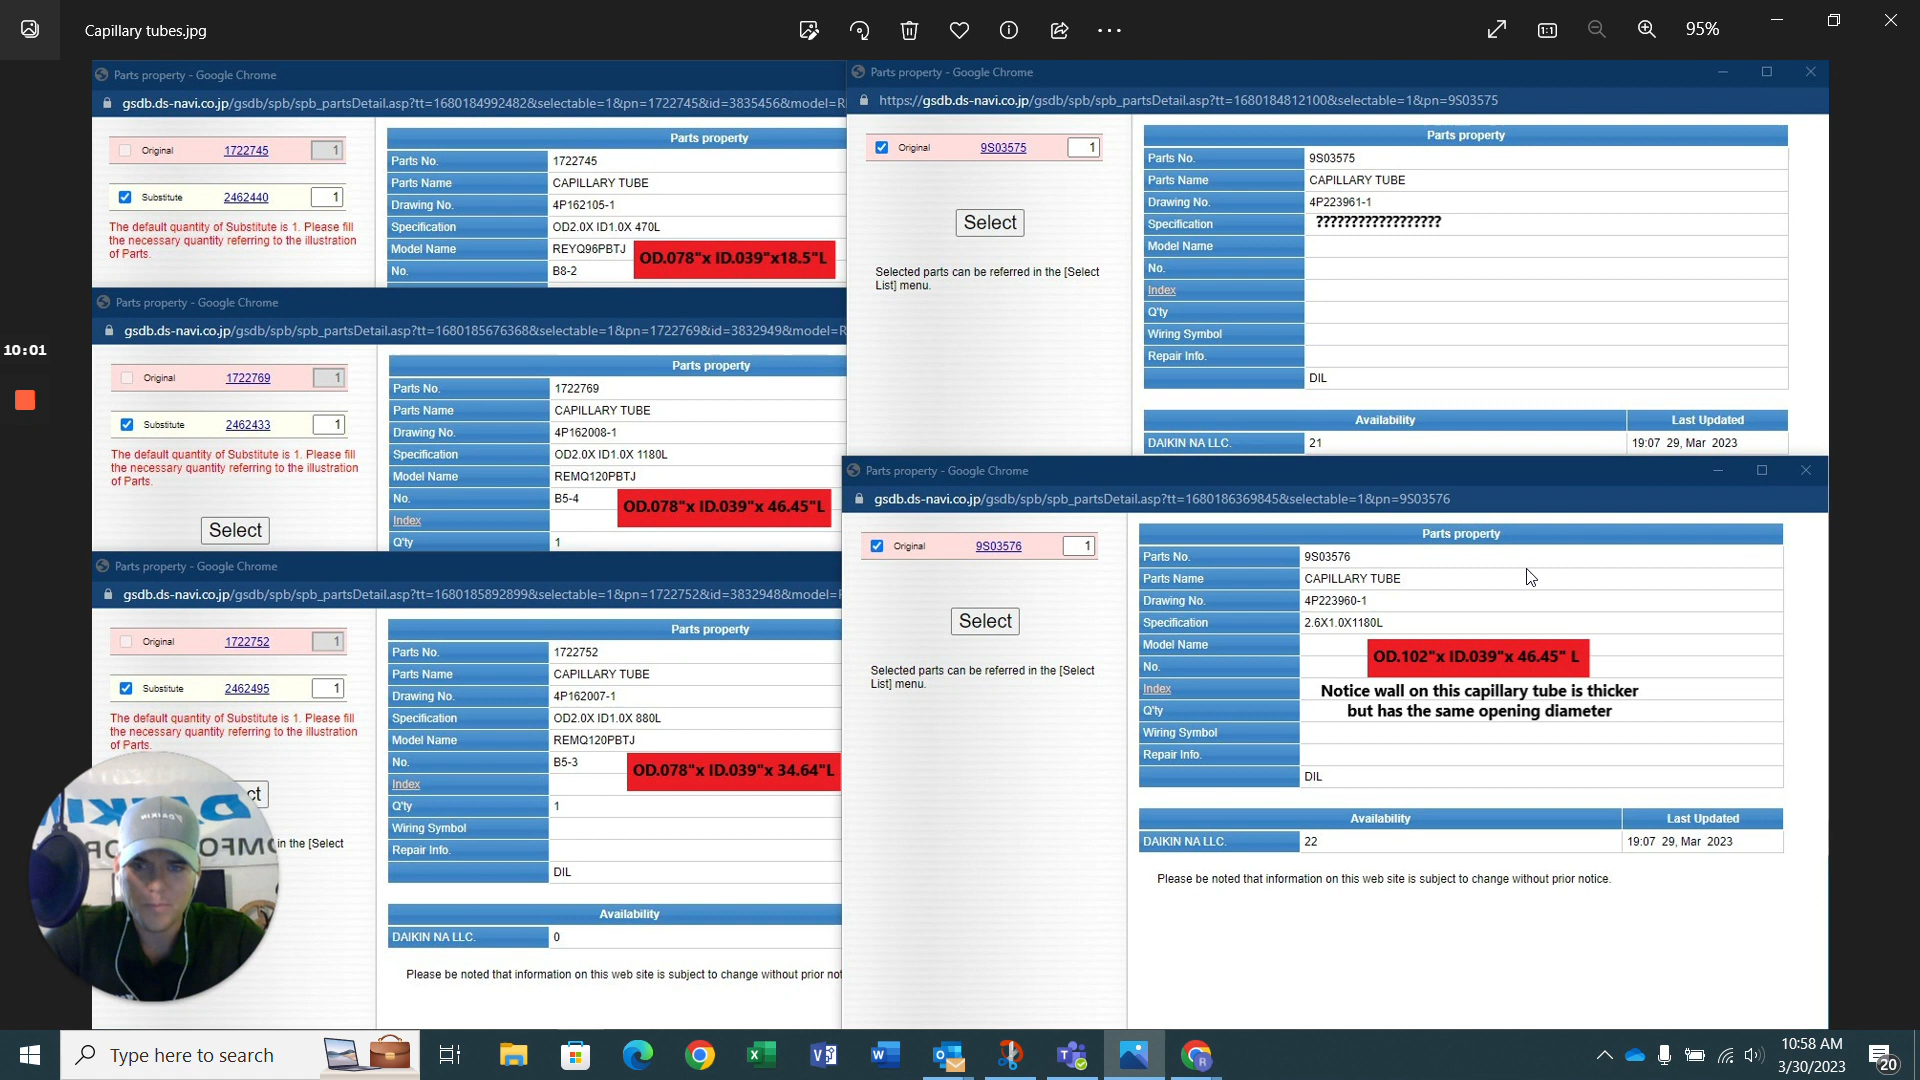 Capillary tubes.jpg
95%
Parts property - Google Chrome
gsdb.ds-navi.co.jp/gsdb/spb/spb_partsDetail.asp?tt=1680184992482&selectable=1&pn=1722745&id=3835456&model=R
Original 1722745 1
Substitute 2462440 1
The default quantity of Substitute is 1. Please fill
the necessary quantity referring to the illustration
of Parts.
Parts property
Parts No. 1722745
Parts Name CAPILLARY TUBE
Drawing No. 4P162105-1
Specification OD2.0X ID1.0X 470L
Model Name REYQ96PBTJ
No. B8-2
OD.078"x ID.039"x18.5"L
Parts property - Google Chrome
gsdb.ds-navi.co.jp/gsdb/spb/spb_partsDetail.asp?tt=1680185676368&selectable=1&pn=1722769&id=3832949&model=R
Original 1722769 1
Substitute 2462433 1
The default quantity of Substitute is 1. Please fill
the necessary quantity referring to the illustration
of Parts.
Select
Parts property
Parts No. 1722769
Parts Name CAPILLARY TUBE
Drawing No. 4P162008-1
Specification OD2.0X ID1.0X 1180L
Model Name REMQ120PBTJ
No. B5-4
Index
Q'ty 1
OD.078"x ID.039"x 46.45"L
Parts property - Google Chrome
gsdb.ds-navi.co.jp/gsdb/spb/spb_partsDetail.asp?tt=1680185892899&selectable=1&pn=1722752&id=3832948&model=R
Original 1722752 1
Substitute 2462495 1
The default quantity of Substitute is 1. Please fill
the necessary quantity referring to the illustration
of Parts.
in the [Select
Parts property
Parts No. 1722752
Parts Name CAPILLARY TUBE
Drawing No. 4P162007-1
Specification OD2.0X ID1.0X 880L
Model Name REMQ120PBTJ
No. B5-3
Index
Q'ty 1
Wiring Symbol
Repair Info.
DIL
OD.078"x ID.039"x 34.64"L
Availability
DAIKIN NA LLC. 0
Please be noted that information on this web site is subject to change without prior not
Parts property - Google Chrome
https://gsdb.ds-navi.co.jp/gsdb/spb/spb_partsDetail.asp?tt=1680184812100&selectable=1&pn=9S03575
Original 9S03575 1
Select
Selected parts can be referred in the [Select
List] menu.
Parts property
Parts No. 9S03575
Parts Name CAPILLARY TUBE
Drawing No. 4P223961-1
Specification ??????????????????
Model Name
No.
Index
Q'ty
Wiring Symbol
Repair Info.
DIL
Availability Last Updated
DAIKIN NA LLC. 21 19:07 29, Mar 2023
Parts property - Google Chrome
gsdb.ds-navi.co.jp/gsdb/spb/spb_partsDetail.asp?tt=1680186369845&selectable=1&pn=9S03576
Original 9S03576 1
Select
Selected parts can be referred in the [Select
List] menu.
Parts property
Parts No. 9S03576
Parts Name CAPILLARY TUBE
Drawing No. 4P223960-1
Specification 2.6X1.0X1180L
Model Name
No.
Index
Q'ty
Wiring Symbol
Repair Info.
DIL
OD.102"x ID.039"x 46.45" L
Notice wall on this capillary tube is thicker
but has the same opening diameter
Availability Last Updated
DAIKIN NA LLC. 22 19:07 29, Mar 2023
Please be noted that information on this web site is subject to change without prior notice.
10:01
Type here to search
10:58 AM
3/30/2023
20